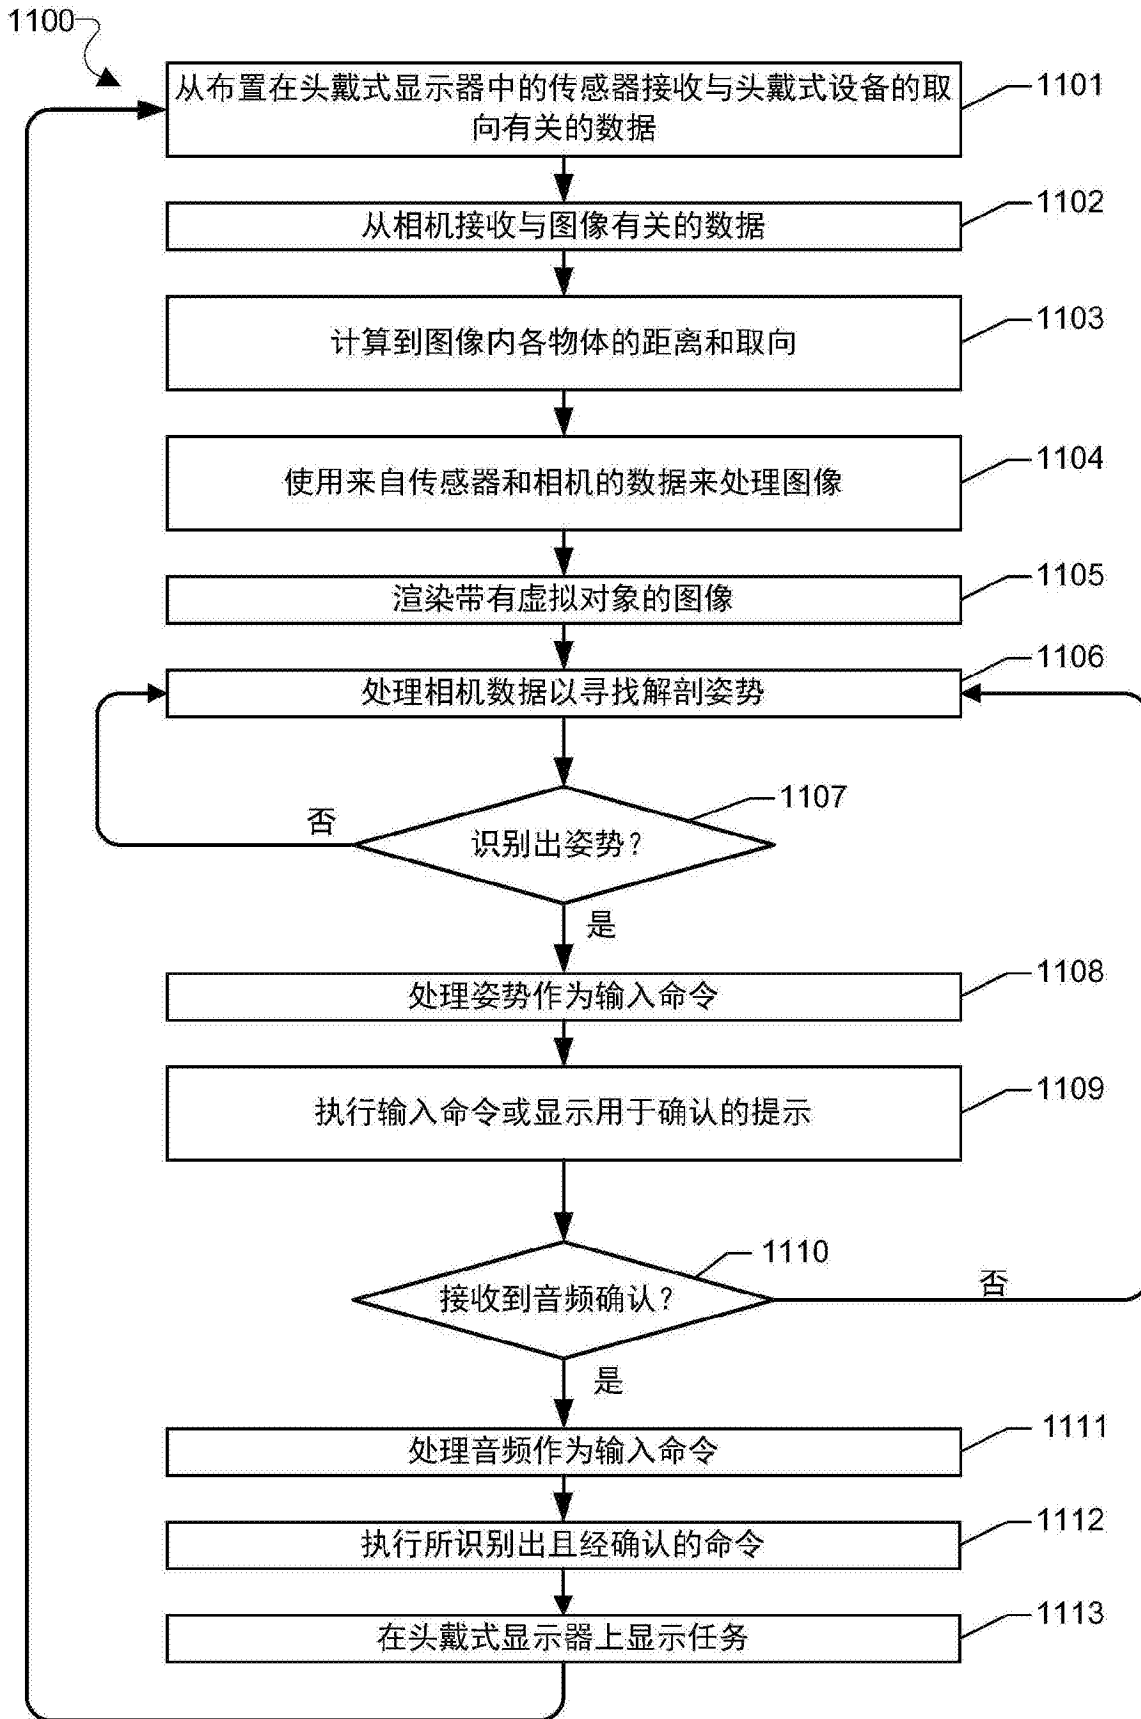 1100
从布置在头戴式显示器中的传感器接收与头戴式设备的取
向有关的数据
1101
从相机接收与图像有关的数据
1102
计算到图像内各物体的距离和取向
1103
使用来自传感器和相机的数据来处理图像
1104
渲染带有虚拟对象的图像
1105
处理相机数据以寻找解剖姿势
1106
识别出姿势?
1107
否
是
处理姿势作为输入命令
1108
执行输入命令或显示用于确认的提示
1109
接收到音频确认?
1110
否
是
处理音频作为输入命令
1111
执行所识别出且经确认的命令
1112
在头戴式显示器上显示任务
1113